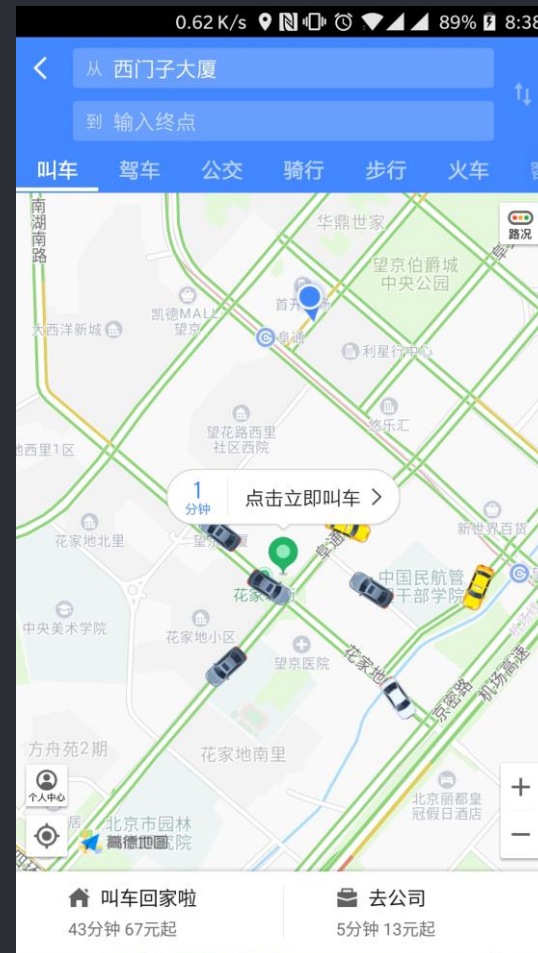 0.62 K/s 89% 8:38
从 西门子大厦
到 输入终点
叫车 驾车 公交 骑行 步行 火车
南湖南路
华鼎世家
路况
望京伯爵城
中央公园
凯德MALL
望京
首开
大西洋新城
阜通
利星行中心
悠乐汇
望花路西里
社区西院
西里1区
1
分钟
点击立即叫车
新世界百货
花家地北里
阜通
中国民航管
干部学院
花家
中央美术学院
花家地小区
望京医院
花家地
京密路
机场高速
方舟苑2期
花家地南里
个人中心
北京丽都皇
冠假日酒店
居
北京市园林
院
高德地图
叫车回家啦
43分钟 67元起
去公司
5分钟 13元起